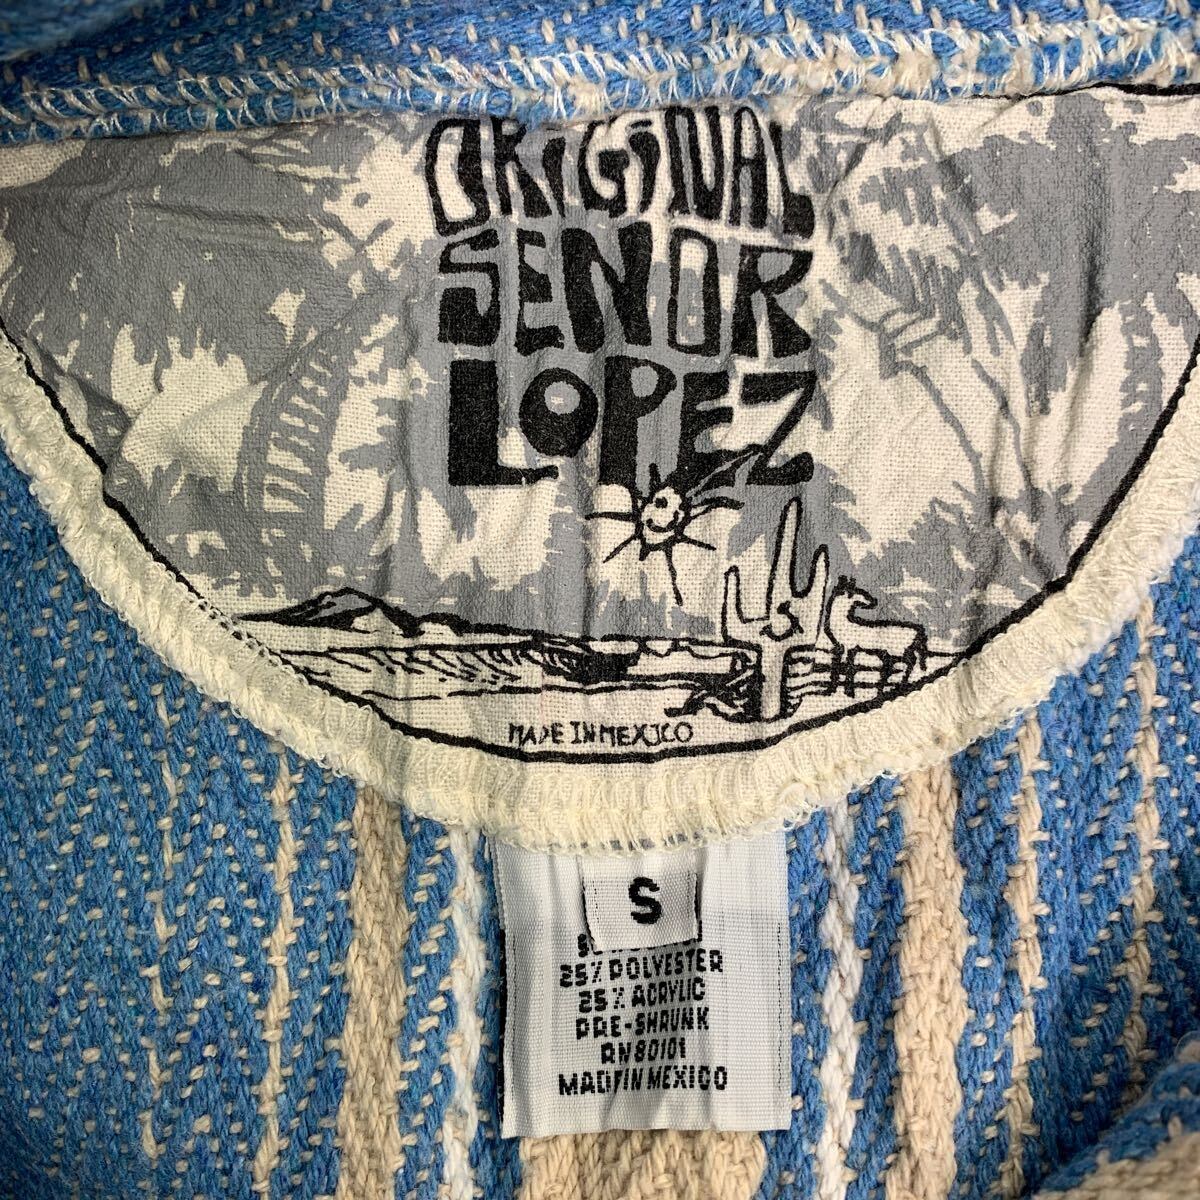 ORIGINAL
SENOR
LOPEZ
MADE IN MEXICO
S
25% POLYESTER
25% ACRYLIC
PRE-SHRUNK
RN80101
MADE IN MEXICO